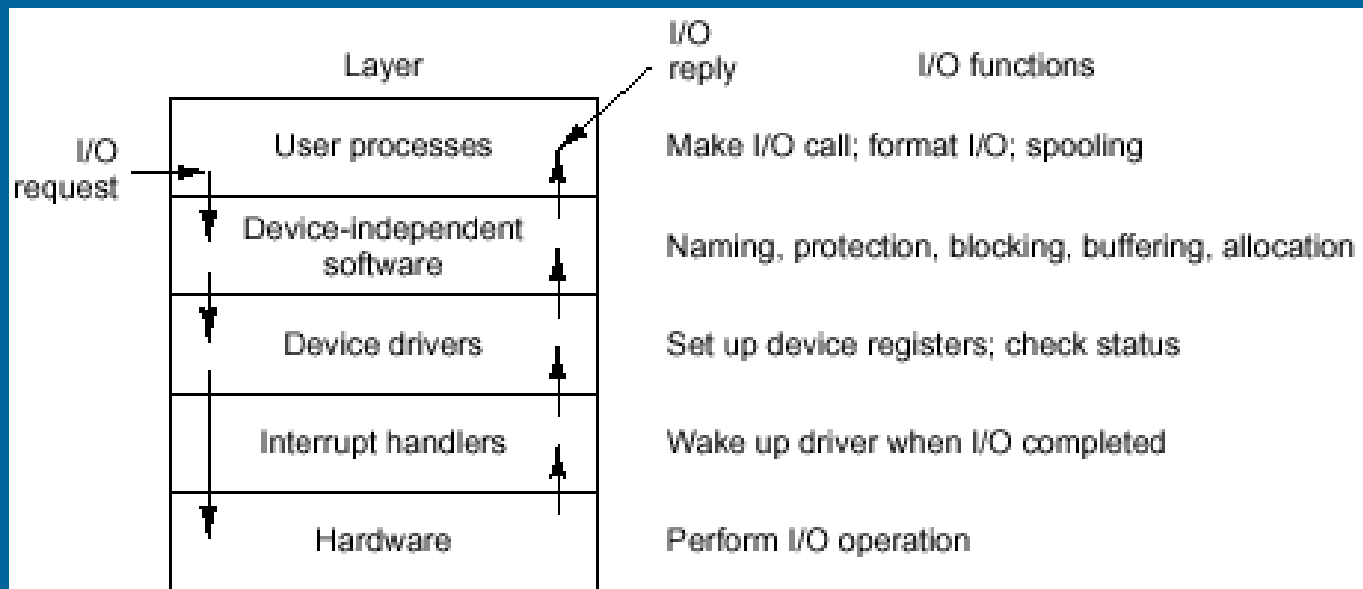 Layer
I/O
reply
I/O functions
I/O
request
User processes
Make I/O call; format I/O; spooling
Device-independent
software
Naming, protection, blocking, buffering, allocation
Device drivers
Set up device registers; check status
Interrupt handlers
Wake up driver when I/O completed
Hardware
Perform I/O operation